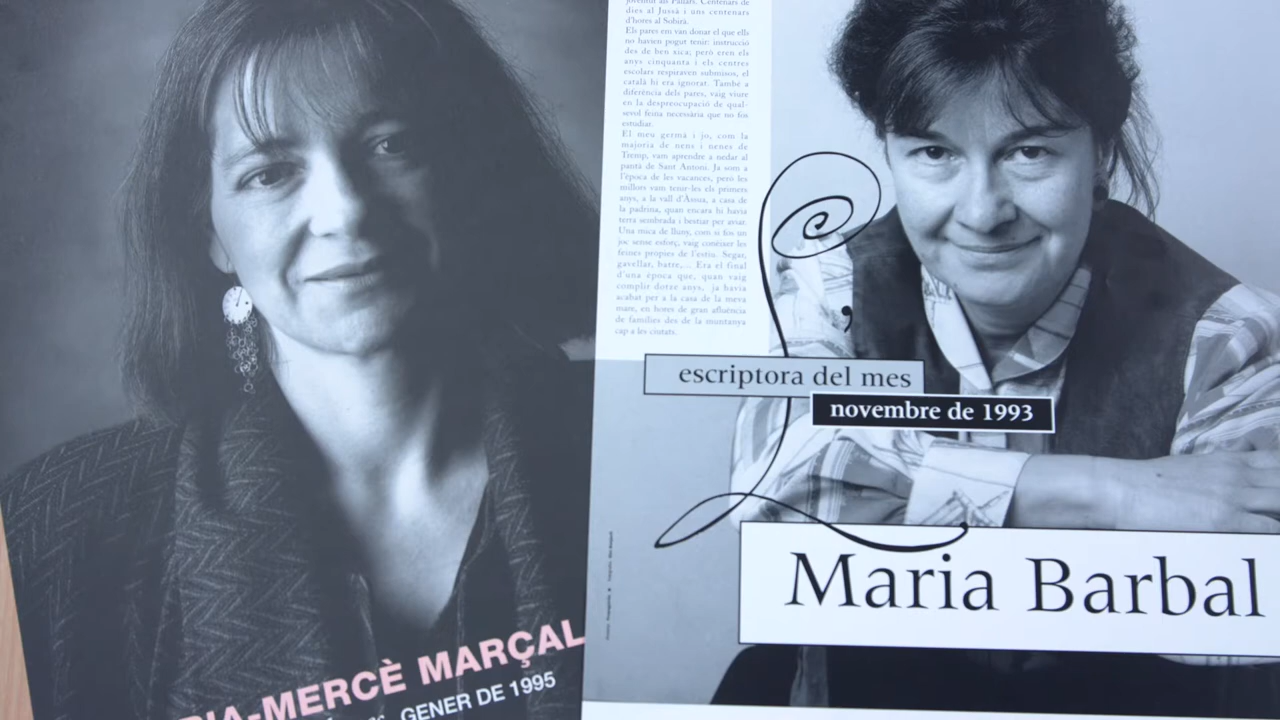 joventut als Pallars. Centenars de
dies al Jussà i uns centenars
d'hores al Sobirà.
Els pares em van donar el que ells
no havien pogut tenir: instrucció
des de ben xica; però eren els
anys cinquanta i els centres
escolars respiraven submisos, el
català hi era ignorat. També a
diferència dels pares, vaig viure
en la despreocupació de qual-
sevol feina necessària que no fos
estudiar.
El meu germà i jo, com la
majoria de nens i nenes de
Tremp, vam aprendre a nedar al
pantà de Sant Antoni. Ja som a
l'època de les vacances, però les
millors vam tenir-les els primers
anys, a la vall d'Àssua, a casa de
la padrina, quan encara hi havia
terra sembrada i bestiar per aviar.
Una mica de lluny, com si fos un
joc sense esforç, vaig conèixer les
feines pròpies de l'estiu. Segar,
gavellar, batre,... Era el final
d'una època que, quan vaig
complir dotze anys, ja havia
acabat per a la casa de la meva
mare, en hores de gran afluència
de famílies des de la muntanya
cap a les ciutats.
escriptora del mes
novembre de 1993
Maria Barbal
RIA-MERCÈ MARÇAL
GENER DE 1995